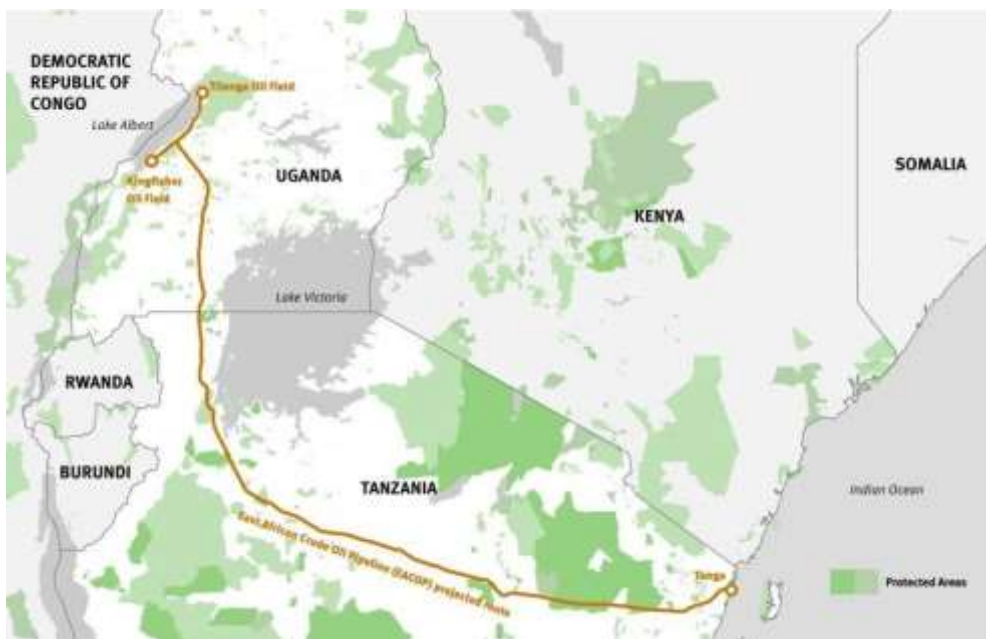 DEMOCRATIC
REPUBLIC OF
CONGO
Tilenga Oil Field
Lake Albert
Kingfisher
Oil Field
UGANDA
KENYA
SOMALIA
Lake Victoria
RWANDA
BURUNDI
TANZANIA
Indian Ocean
East African Crude Oil Pipeline (EACOP) projected route
Tanga
Protected Areas